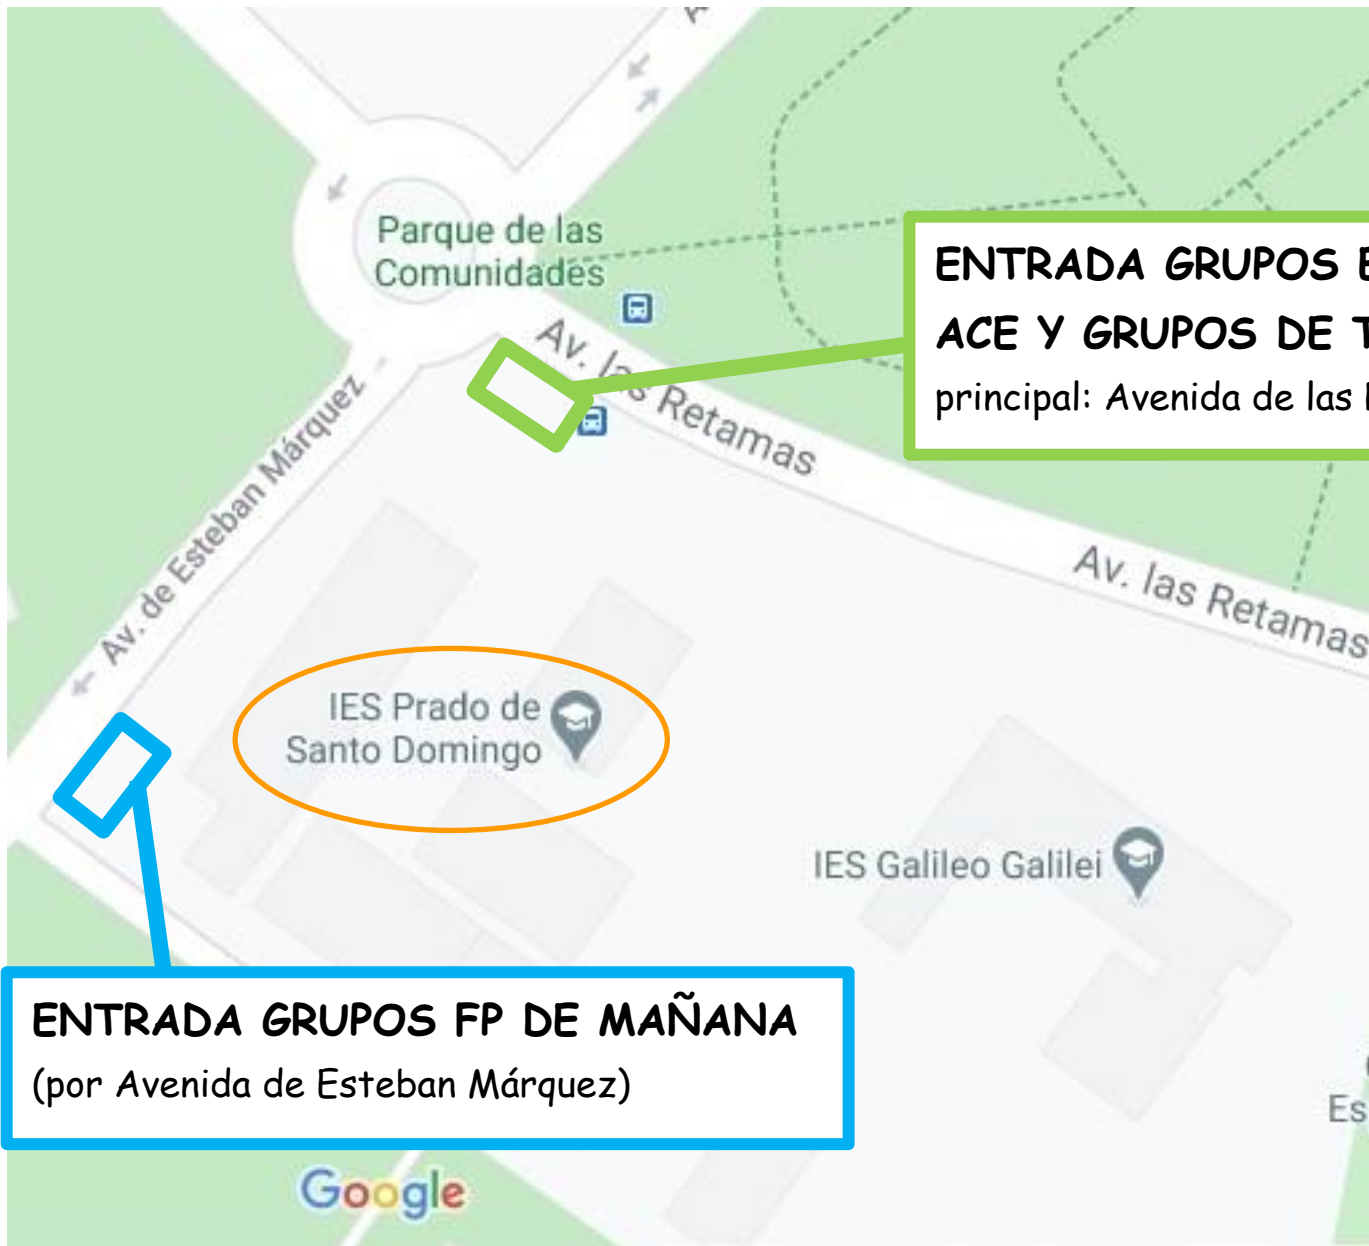 Parque de las
Comunidades
ENTRADA GRUPOS
ACE Y GRUPOS DE
principal: Avenida de las
Av. las Retamas
Av. de Esteban Márquez
Av. las Retamas
IES Prado de
Santo Domingo
IES Galileo Galilei
ENTRADA GRUPOS FP DE MAÑANA
(por Avenida de Esteban Márquez)
Es
Google